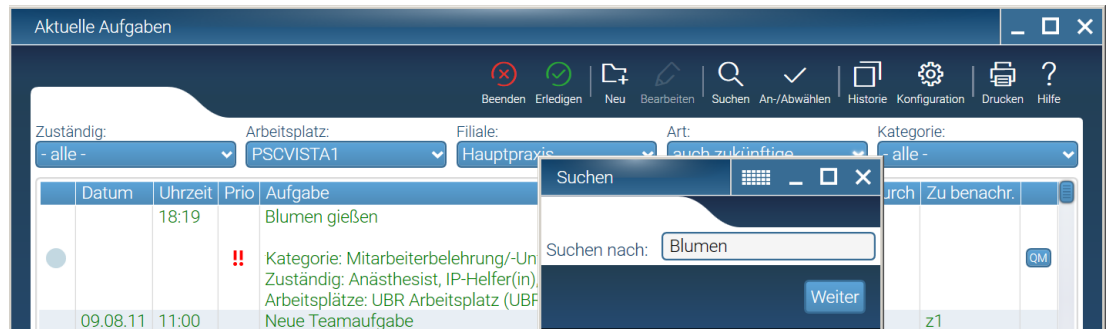 Aktuelle Aufgaben
Beenden Erledigen Neu Bearbeiten Suchen An-/Abwählen Historie Konfiguration Drucken Hilfe
Zuständig: Arbeitsplatz: Filiale: Art: Kategorie:
- alle - PSCVISTA1 Hauptpraxis auch zukünftige - alle -
Suchen
Datum Uhrzeit Prio Aufgabe urch Zu benachr.
18:19 Blumen gießen
Suchen nach: Blumen
!! Kategorie: Mitarbeiterbelehrung/-Un QM
Zuständig: Anästhesist, IP-Helfer(in),
Arbeitsplätze: UBR Arbeitsplatz (UBR
Weiter
09.08.11 11:00 Neue Teamaufgabe z1